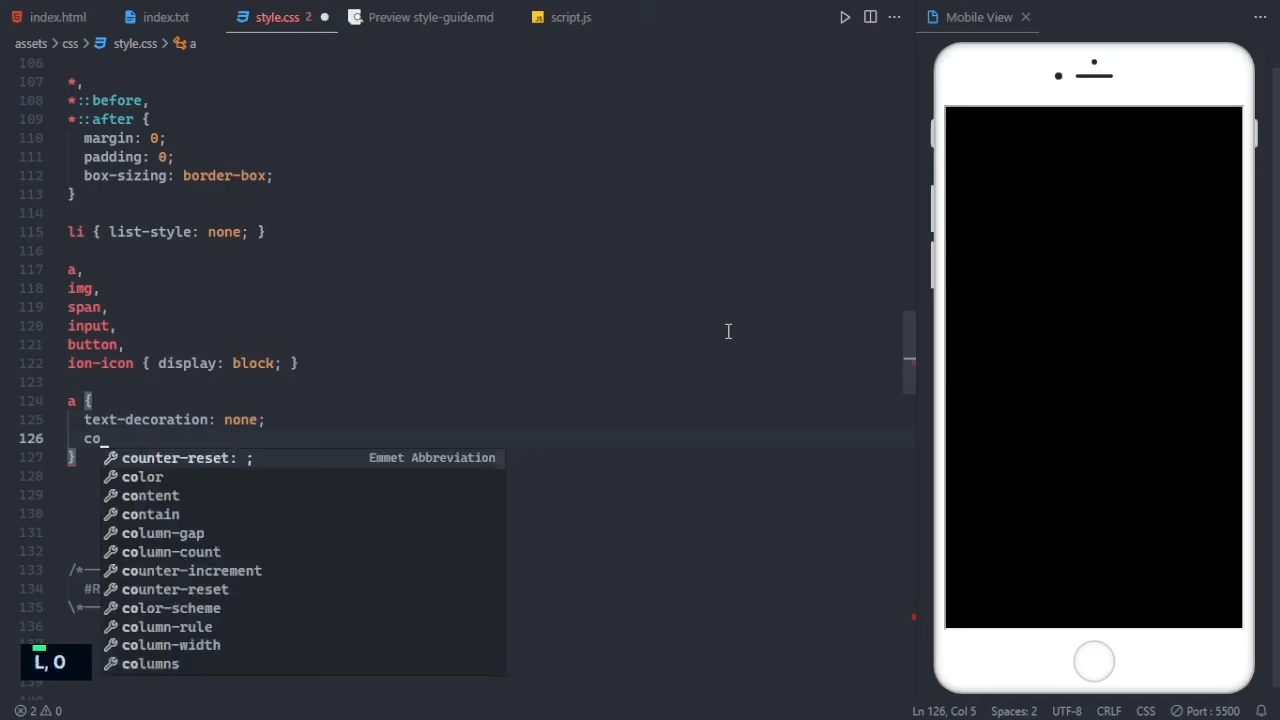 index.html
index.txt
style.css 2
Preview style-guide.md
script.js
Mobile View
assets > css > style.css > a
106
107 *,
108 *::before,
109 *::after {
110 margin: 0;
111 padding: 0;
112 box-sizing: border-box;
113 }
114
115 li { list-style: none; }
116
117 a,
118 img,
119 span,
120 input,
121 button,
122 ion-icon { display: block; }
123
124 a {
125 text-decoration: none;
126 co
127 }
counter-reset: ; Emmet Abbreviation
128 color
129 content
130 contain
131 column-gap
132 column-count
133 /*— counter-increment
134 #R counter-reset
135 \*— color-scheme
136 column-rule
column-width
columns
L, O
2 0
Ln 126, Col 5
Spaces: 2
UTF-8
CRLF
CSS
Port : 5500